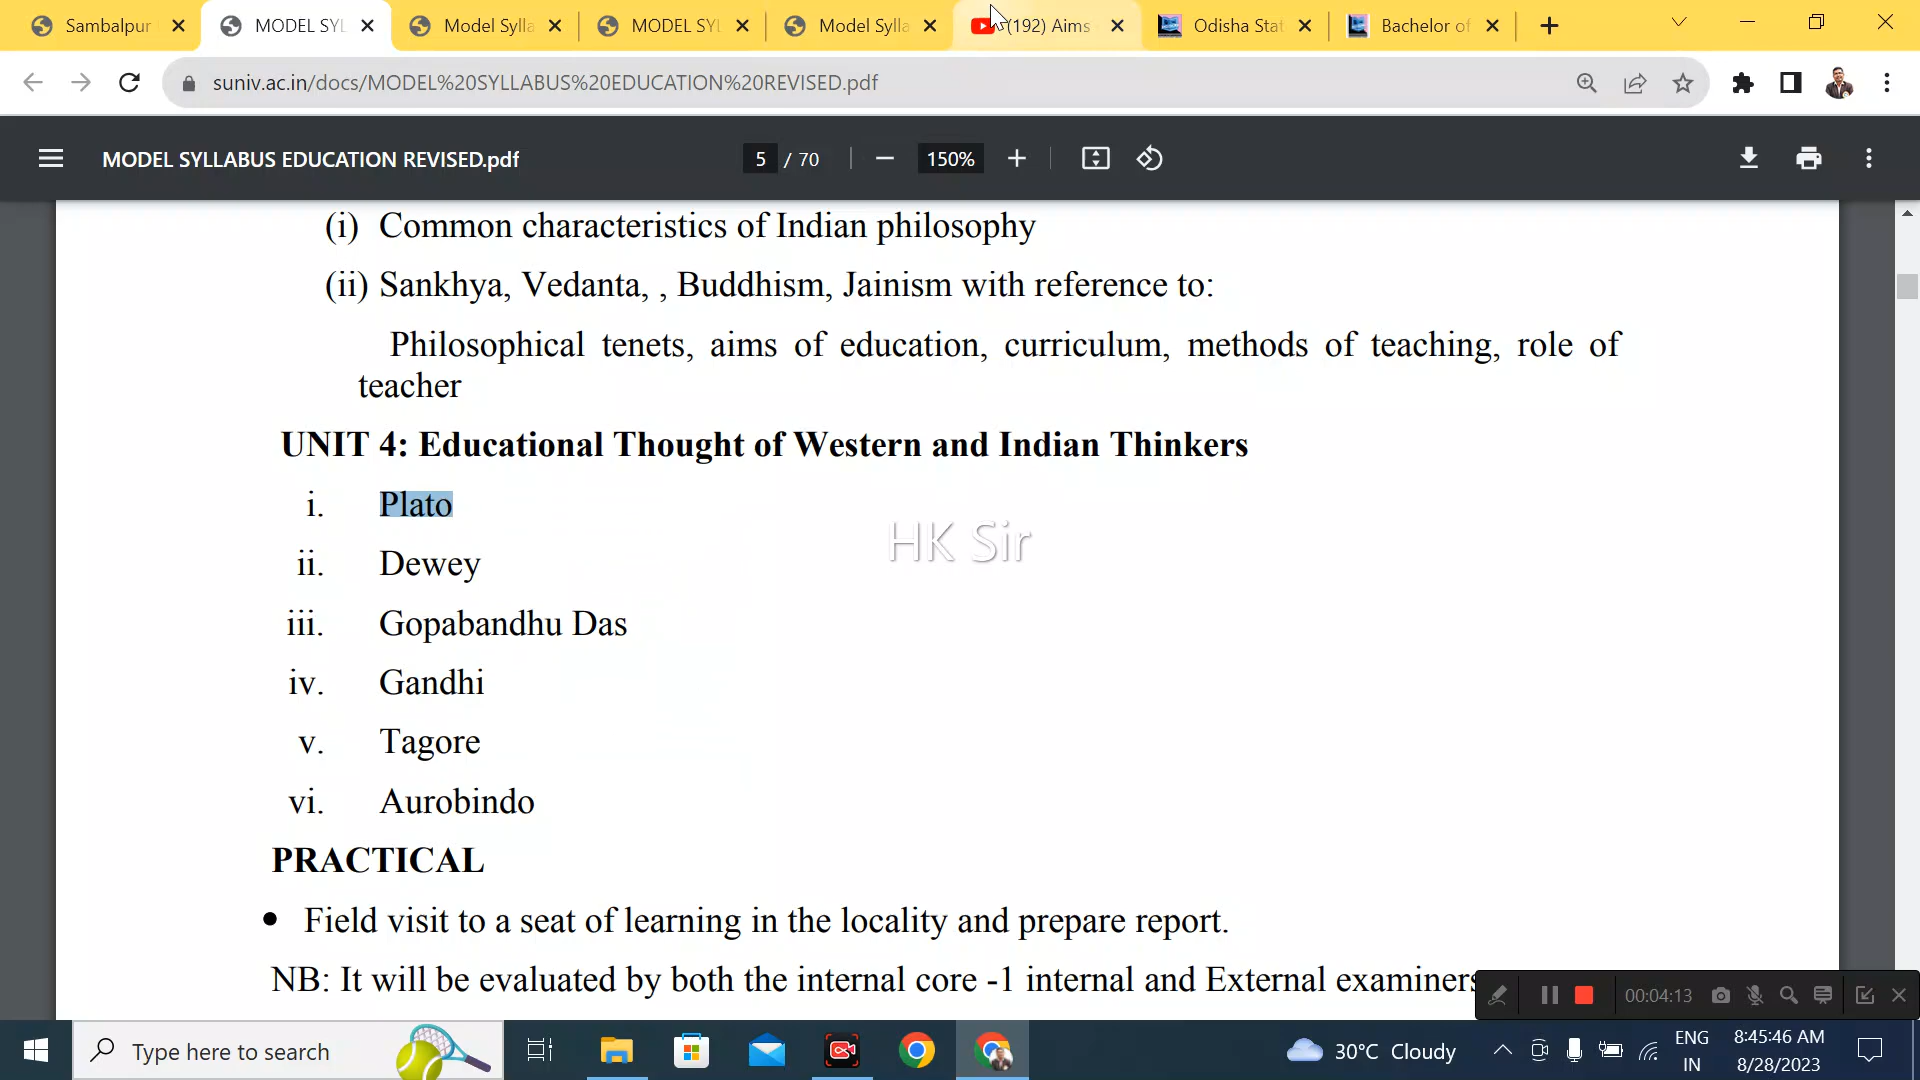 Sambalpur
MODEL SYL
Model Sylla
MODEL SYL
Model Sylla
(192) Aims
Odisha Stat
Bachelor of
suniv.ac.in/docs/MODEL%20SYLLABUS%20EDUCATION%20REVISED.pdf
MODEL SYLLABUS EDUCATION REVISED.pdf
5 / 70
150%
(i) Common characteristics of Indian philosophy
(ii) Sankhya, Vedanta, , Buddhism, Jainism with reference to:
Philosophical tenets, aims of education, curriculum, methods of teaching, role of
teacher
UNIT 4: Educational Thought of Western and Indian Thinkers
i. Plato
HK Sir
ii. Dewey
iii. Gopabandhu Das
iv. Gandhi
v. Tagore
vi. Aurobindo
PRACTICAL
• Field visit to a seat of learning in the locality and prepare report.
NB: It will be evaluated by both the internal core -1 internal and External examiners
00:04:13
Type here to search
30°C Cloudy
ENG
IN
8:45:46 AM
8/28/2023